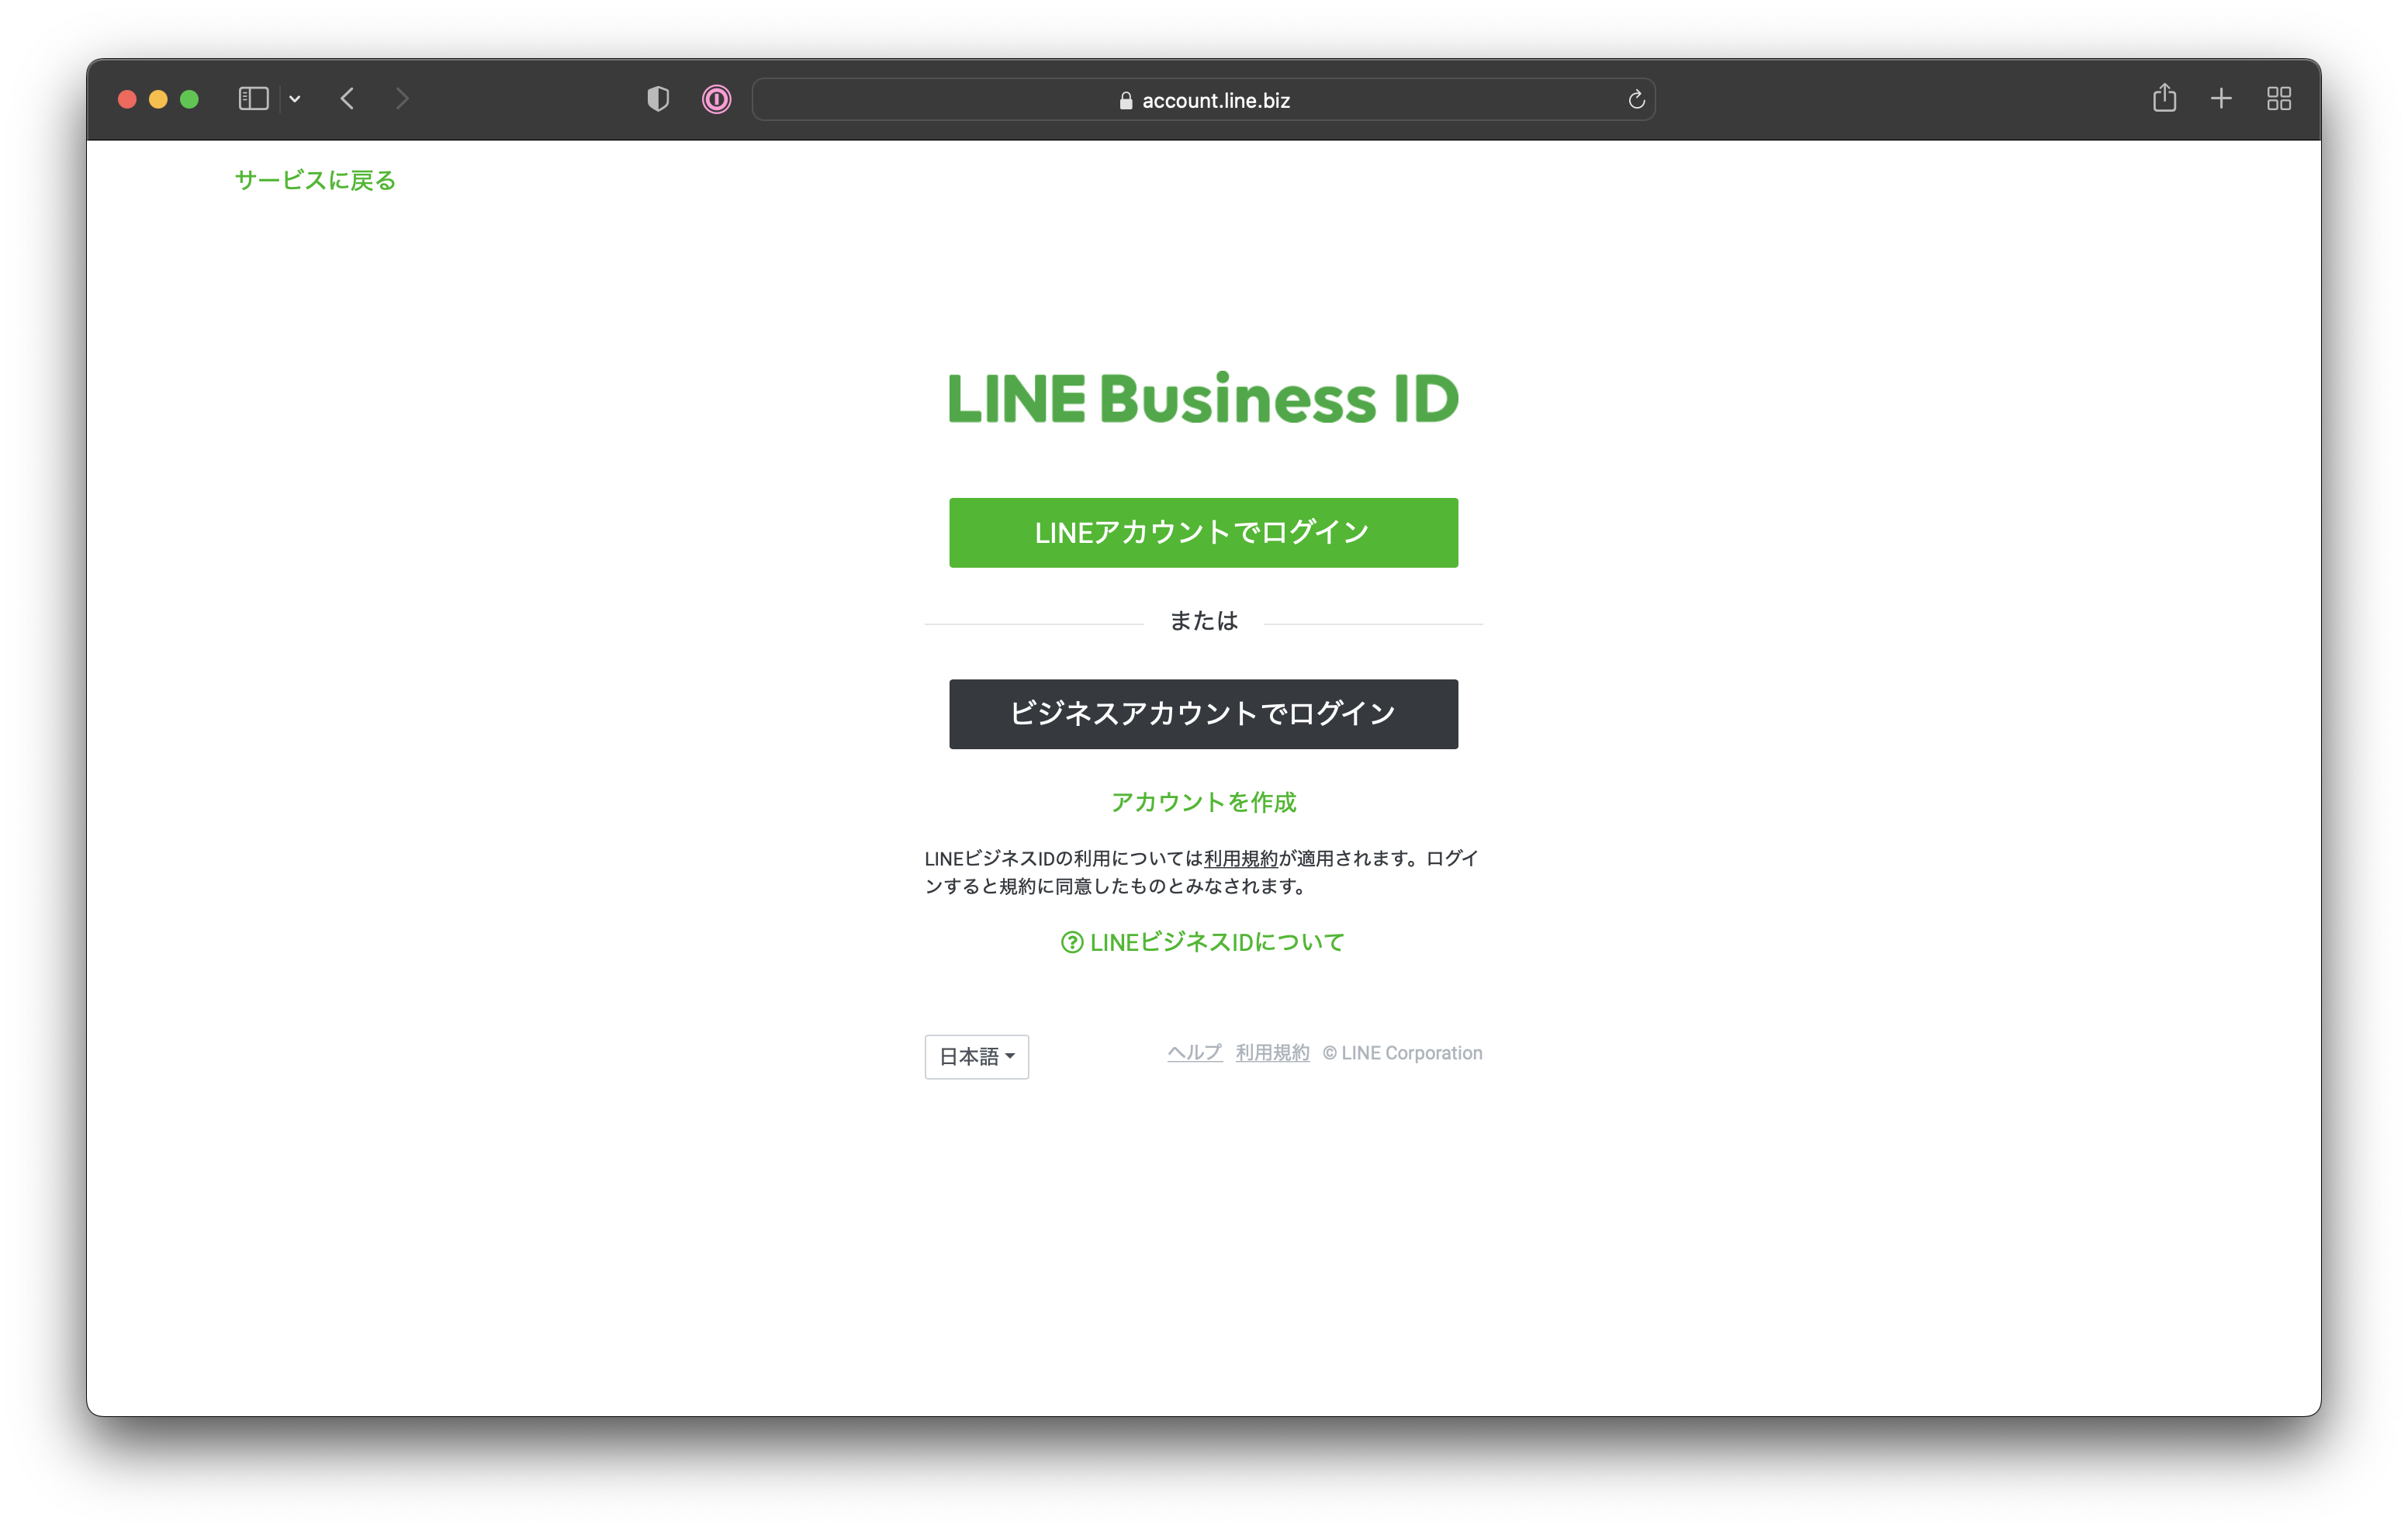 account.line.biz
サービスに戻る
LINE Business ID
LINEアカウントでログイン
または
ビジネスアカウントでログイン
アカウントを作成
LINEビジネスIDの利用については利用規約が適用されます。ログイ
ンすると規約に同意したものとみなされます。
LINEビジネスIDについて
日本語 ヘルプ 利用規約 © LINE Corporation